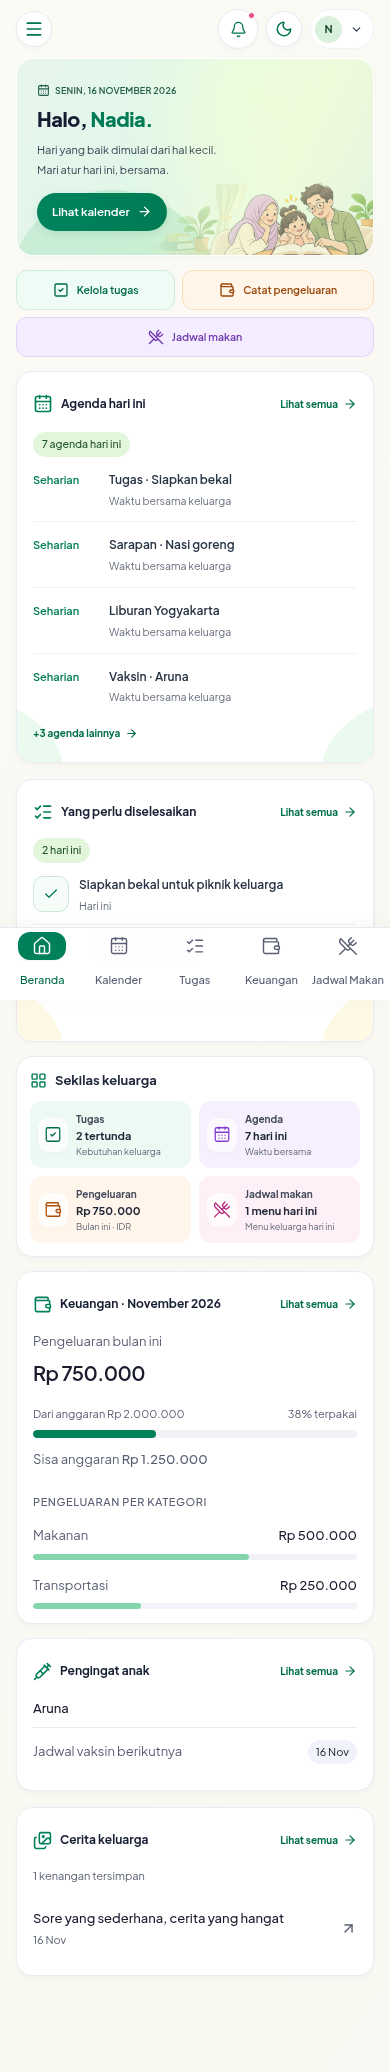 N
SENIN, 16 NOVEMBER 2026
Halo, Nadia.
Hari yang baik dimulai dari hal kecil.
Mari atur hari ini, bersama.
Lihat kalender
Kelola tugas
Catat pengeluaran
Jadwal makan
Agenda hari ini
Lihat semua
7 agenda hari ini
Seharian
Tugas · Siapkan bekal
Waktu bersama keluarga
Seharian
Sarapan · Nasi goreng
Waktu bersama keluarga
Seharian
Liburan Yogyakarta
Waktu bersama keluarga
Seharian
Vaksin · Aruna
Waktu bersama keluarga
+3 agenda lainnya
Yang perlu diselesaikan
Lihat semua
2 hari ini
Siapkan bekal untuk piknik keluarga
Hari ini
Beranda
Kalender
Tugas
Keuangan
Jadwal Makan
Sekilas keluarga
Tugas
2 tertunda
Kebutuhan keluarga
Agenda
7 hari ini
Waktu bersama
Pengeluaran
Rp 750.000
Bulan ini · IDR
Jadwal makan
1 menu hari ini
Menu keluarga hari ini
Keuangan · November 2026
Lihat semua
Pengeluaran bulan ini
Rp 750.000
Dari anggaran Rp 2.000.000
38% terpakai
Sisa anggaran Rp 1.250.000
PENGELUARAN PER KATEGORI
Makanan
Rp 500.000
Transportasi
Rp 250.000
Pengingat anak
Lihat semua
Aruna
Jadwal vaksin berikutnya
16 Nov
Cerita keluarga
Lihat semua
1 kenangan tersimpan
Sore yang sederhana, cerita yang hangat
16 Nov